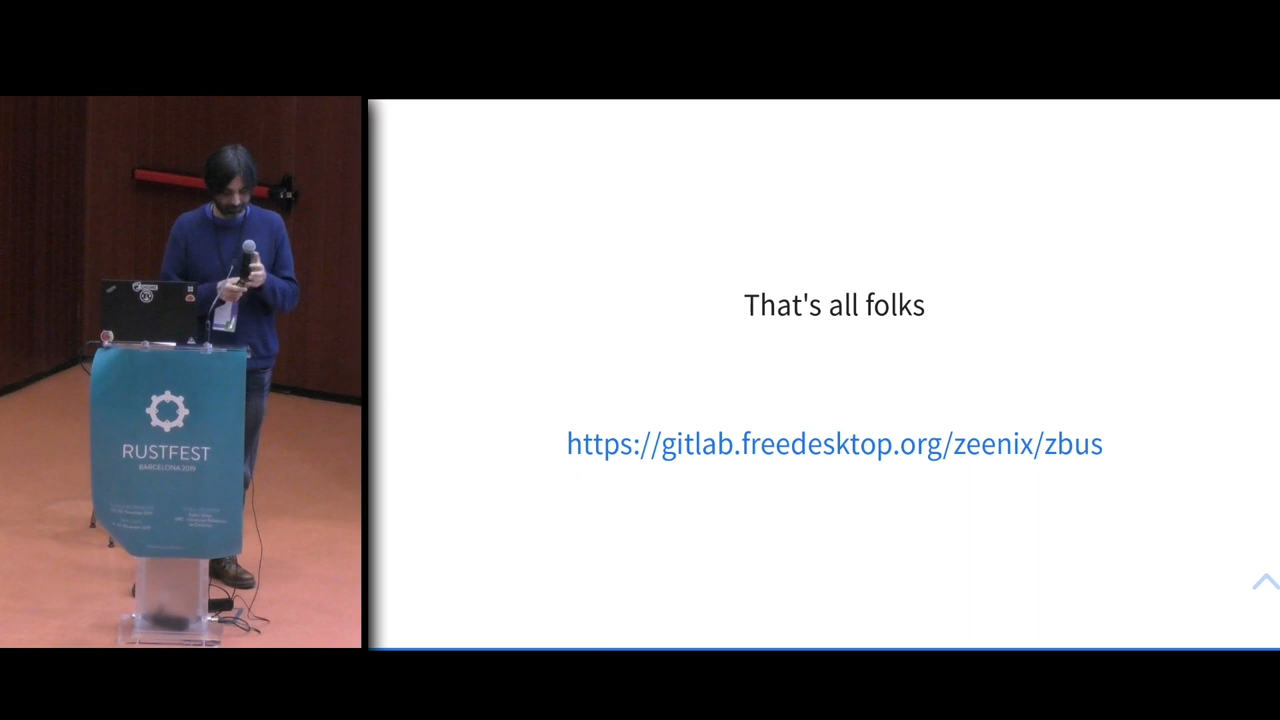 That's all folks
https://gitlab.freedesktop.org/zeenix/zbus
RUSTFEST
BARCELONA 2019